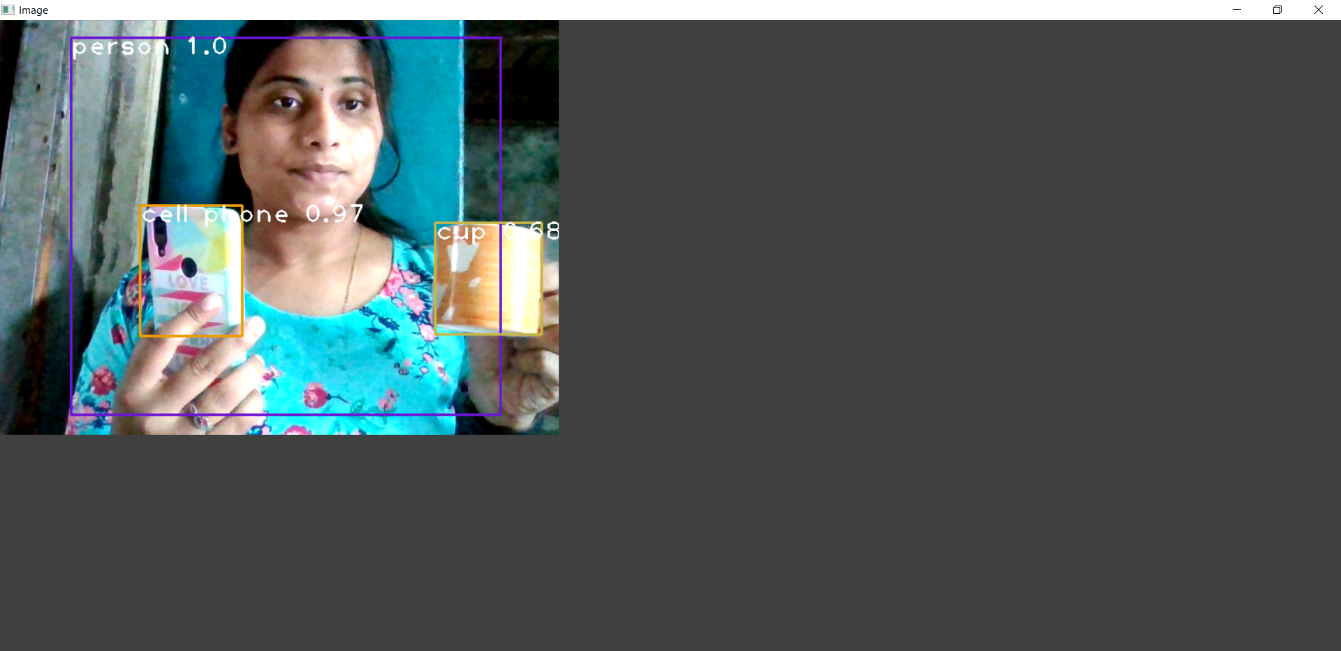 Image
person 1.0
cell phone 0.97
cup 0.68
LOVE